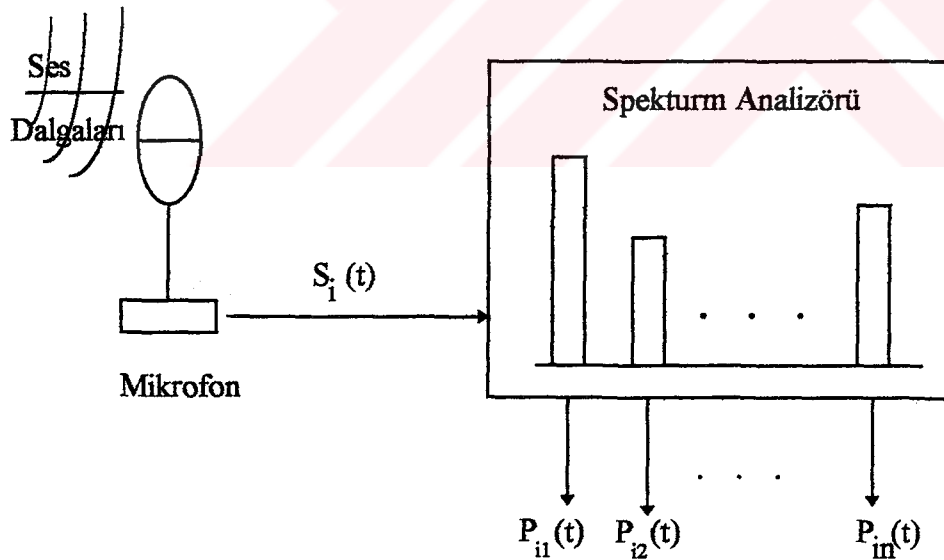 Ses
Dalgaları
Spekturm Analizörü
S_i (t)
Mikrofon
. . .
. . .
P_i1(t) P_i2(t) P_in(t)